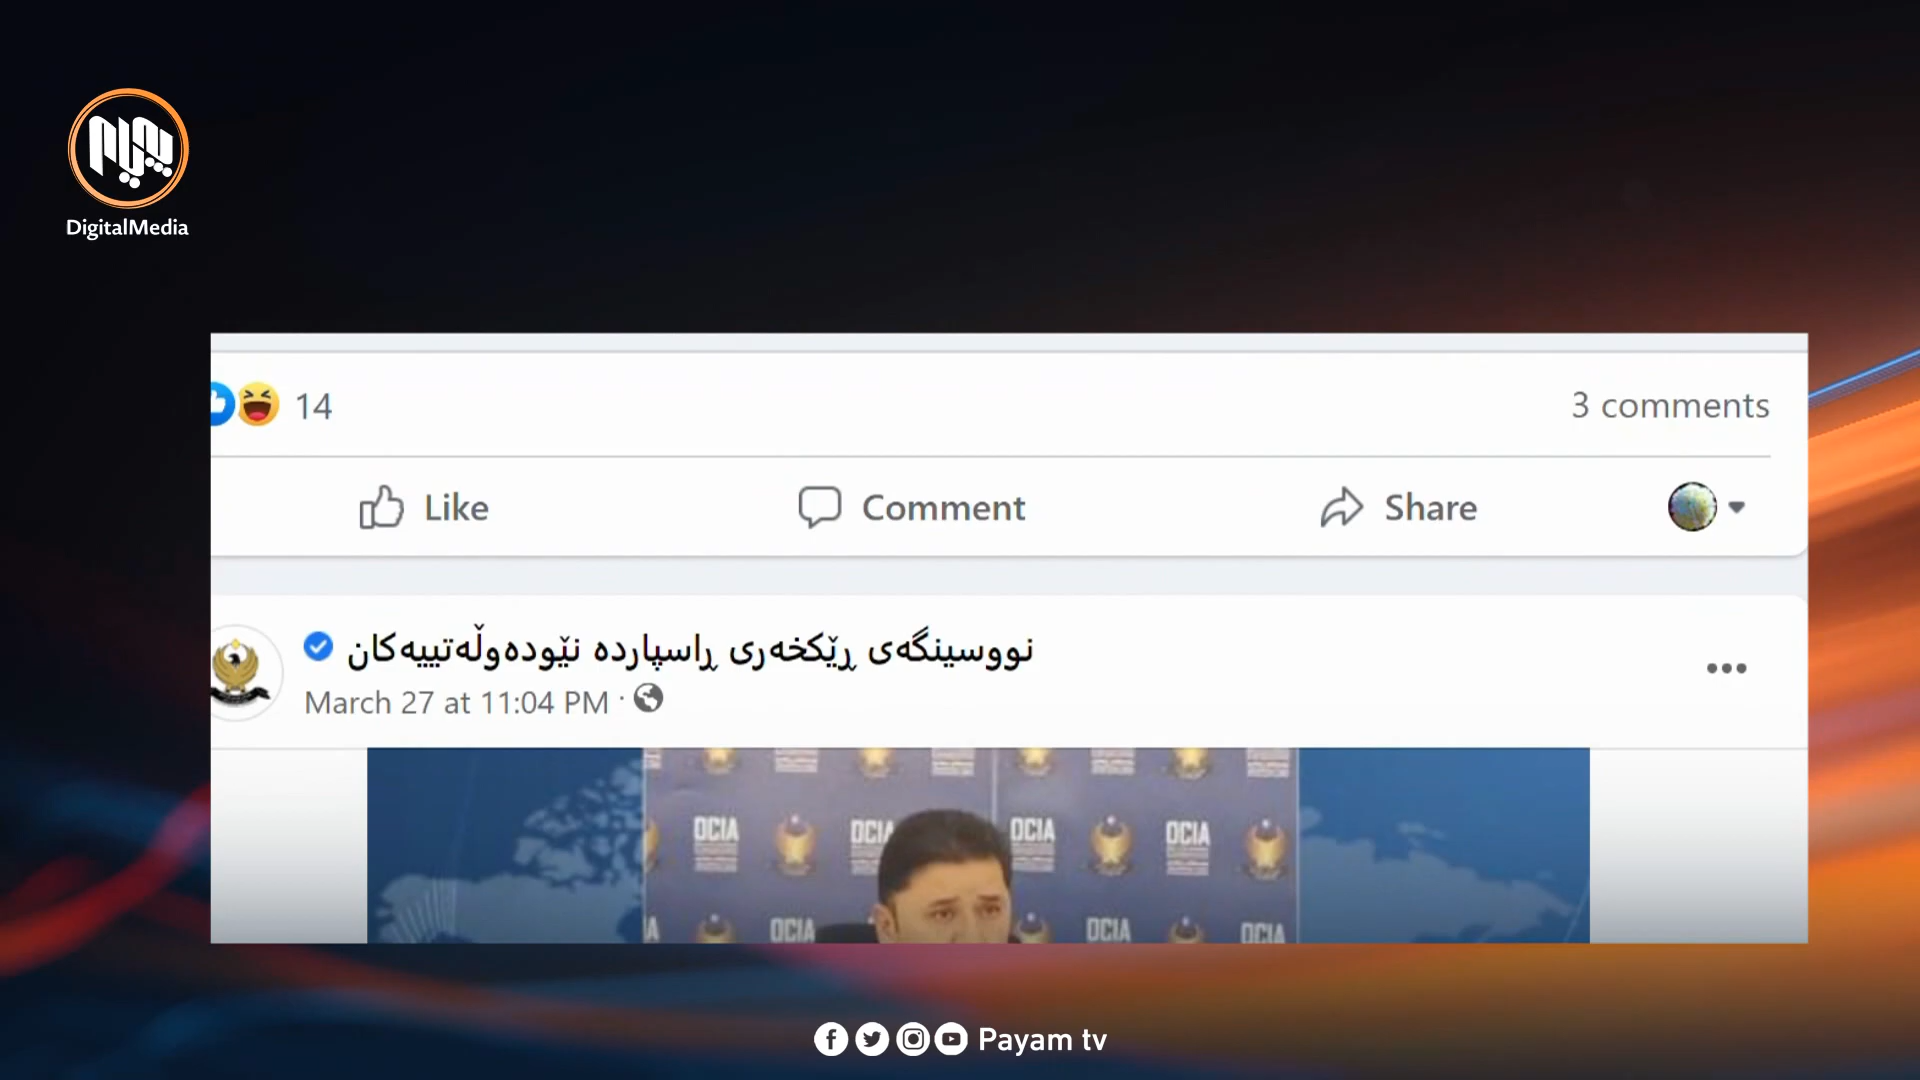 پەیام
DigitalMedia
14
3 comments
Like
Comment
Share
نووسینگەی ڕێکخەری ڕاسپاردە نێودەوڵەتییەکان
March 27 at 11:04 PM ·
OCIA OCIA OCIA OCIA
OCIA OCIA OCIA
Payam tv